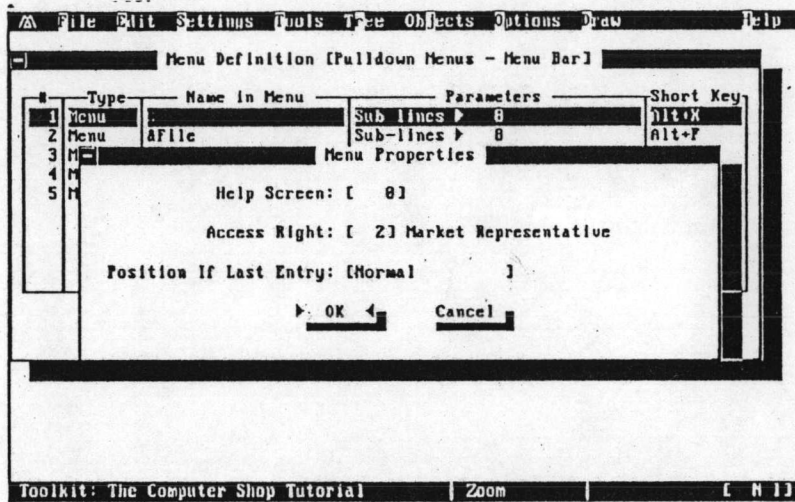 File Edit Settings Tools Tree Objects Options Draw Help
Menu Definition [Pulldown Menus - Menu Bar]
# Type Name in Menu Parameters Short Key
1 Menu Sub lines ▶ 0 Alt+X
2 Menu &File Sub-lines ▶ 0 Alt+F
3 M Menu Properties
4 M
5 M Help Screen: [ 0]
Access Right: [ 2] Market Representative
Position If Last Entry: [Normal ]
▶ OK ◀ Cancel
Toolkit: The Computer Shop Tutorial Zoom [ N 1]